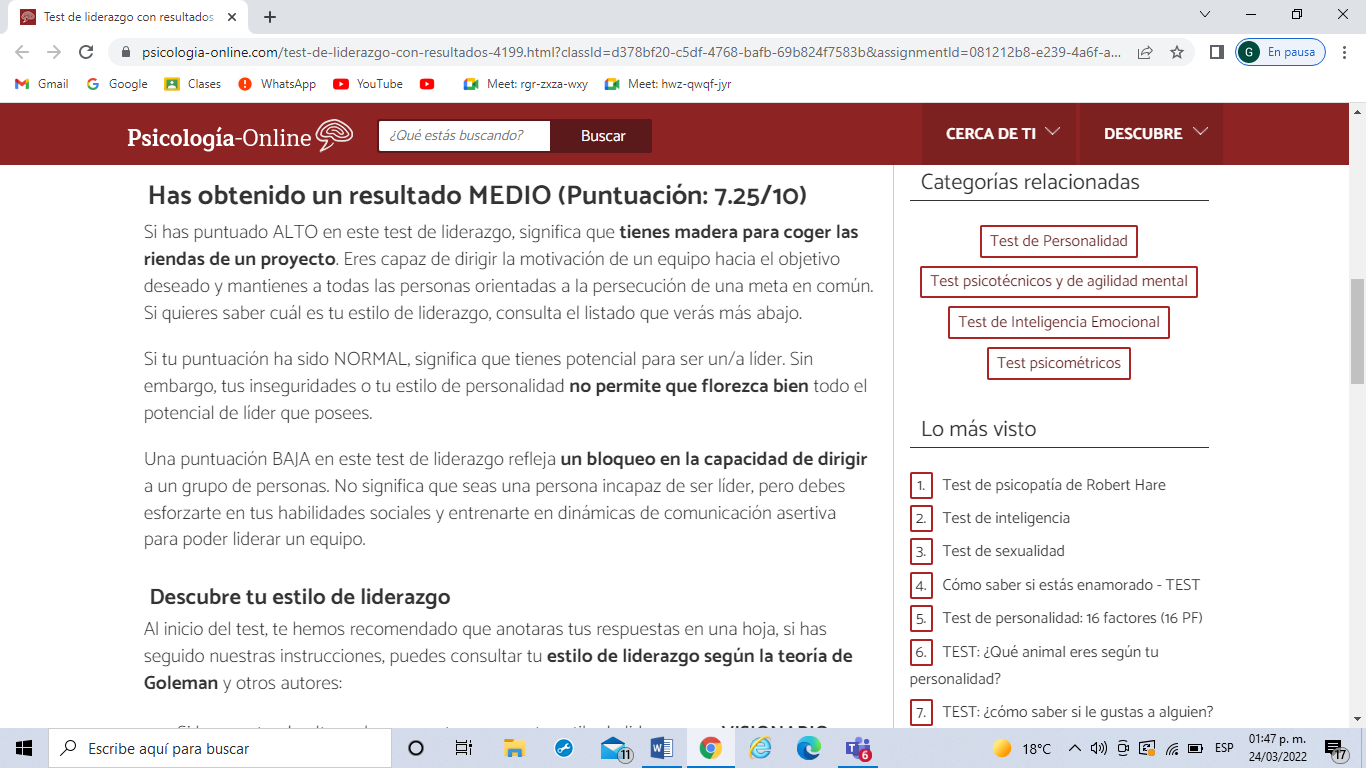 Test de liderazgo con resultados
psicologia-online.com/test-de-liderazgo-con-resultados-4199.html?classId=d378bf20-c5df-4768-bafb-69b824f7583b&assignmentId=081212b8-e239-4a6f-a...
G En pausa
Gmail Google Clases WhatsApp YouTube Meet: rgr-zxza-wxy Meet: hwz-qwqf-jyr
Psicología-Online ¿Qué estás buscando? Buscar CERCA DE TI DESCUBRE
Has obtenido un resultado MEDIO (Puntuación: 7.25/10)
Si has puntuado ALTO en este test de liderazgo, significa que tienes madera para coger las
riendas de un proyecto. Eres capaz de dirigir la motivación de un equipo hacia el objetivo
deseado y mantienes a todas las personas orientadas a la persecución de una meta en común.
Si quieres saber cuál es tu estilo de liderazgo, consulta el listado que verás más abajo.
Si tu puntuación ha sido NORMAL, significa que tienes potencial para ser un/a líder. Sin
embargo, tus inseguridades o tu estilo de personalidad no permite que florezca bien todo el
potencial de líder que posees.
Una puntuación BAJA en este test de liderazgo refleja un bloqueo en la capacidad de dirigir
a un grupo de personas. No significa que seas una persona incapaz de ser líder, pero debes
esforzarte en tus habilidades sociales y entrenarte en dinámicas de comunicación asertiva
para poder liderar un equipo.
Descubre tu estilo de liderazgo
Al inicio del test, te hemos recomendado que anotaras tus respuestas en una hoja, si has
seguido nuestras instrucciones, puedes consultar tu estilo de liderazgo según la teoría de
Goleman y otros autores:
VISIONARIO
Categorías relacionadas
Test de Personalidad
Test psicotécnicos y de agilidad mental
Test de Inteligencia Emocional
Test psicométricos
Lo más visto
1. Test de psicopatía de Robert Hare
2. Test de inteligencia
3. Test de sexualidad
4. Cómo saber si estás enamorado - TEST
5. Test de personalidad: 16 factores (16 PF)
6. TEST: ¿Qué animal eres según tu
personalidad?
7. TEST: ¿cómo saber si le gustas a alguien?
Escribe aquí para buscar
11
6
18°C
ESP
01:47 p. m.
24/03/2022
17